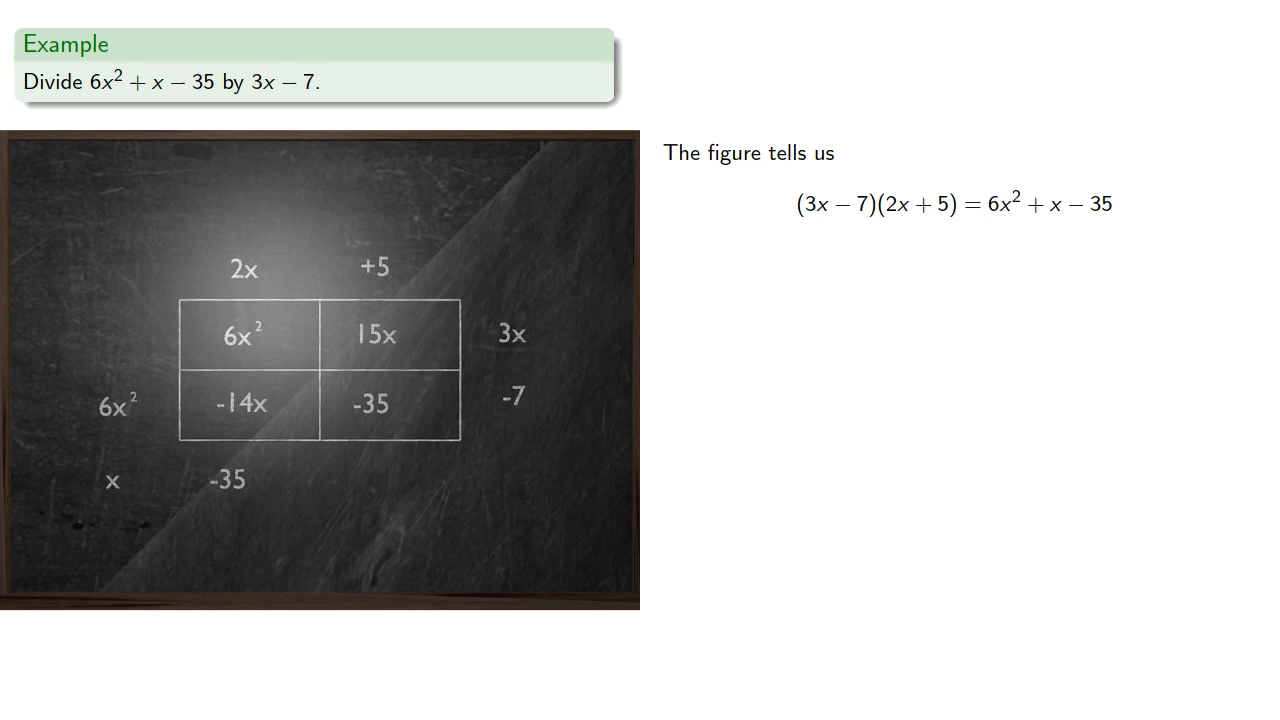 Example
Divide 6x² + x − 35 by 3x − 7.
The figure tells us
(3x − 7)(2x + 5) = 6x² + x − 35
2x +5
6x² 15x 3x
6x² -14x -35 -7
x -35